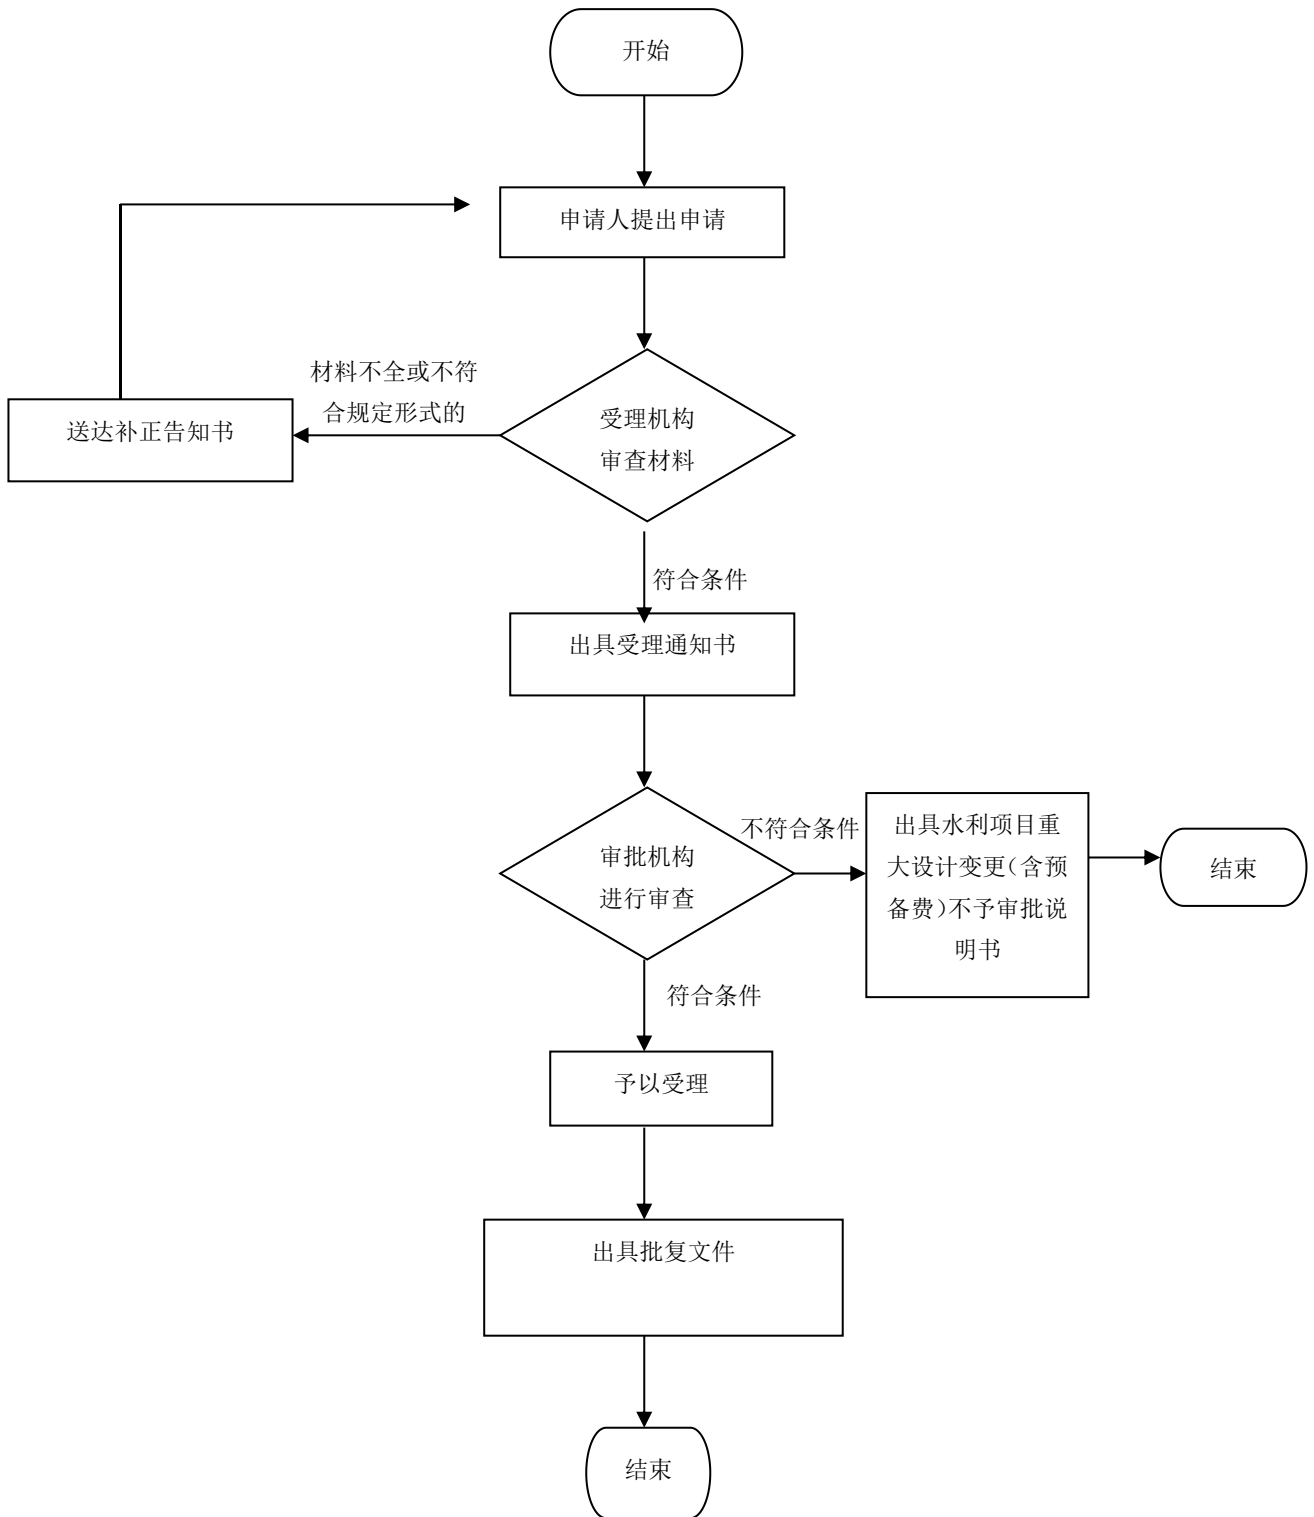 开始
申请人提出申请
材料不全或不符
合规定形式的
送达补正告知书
受理机构
审查材料
符合条件
出具受理通知书
审批机构
进行审查
不符合条件
出具水利项目重
大设计变更（含预
备费）不予审批说
明书
结束
符合条件
予以受理
出具批复文件
结束